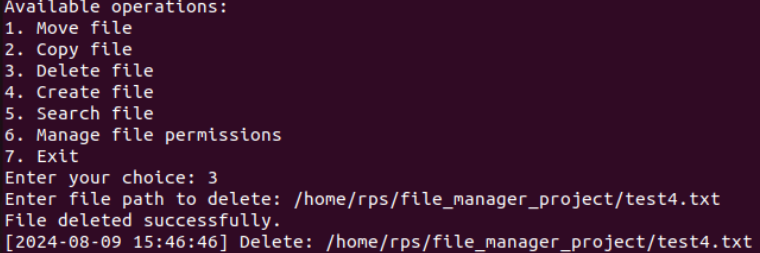 Available operations:
1. Move file
2. Copy file
3. Delete file
4. Create file
5. Search file
6. Manage file permissions
7. Exit
Enter your choice: 3
Enter file path to delete: /home/rps/file_manager_project/test4.txt
File deleted successfully.
[2024-08-09 15:46:46] Delete: /home/rps/file_manager_project/test4.txt